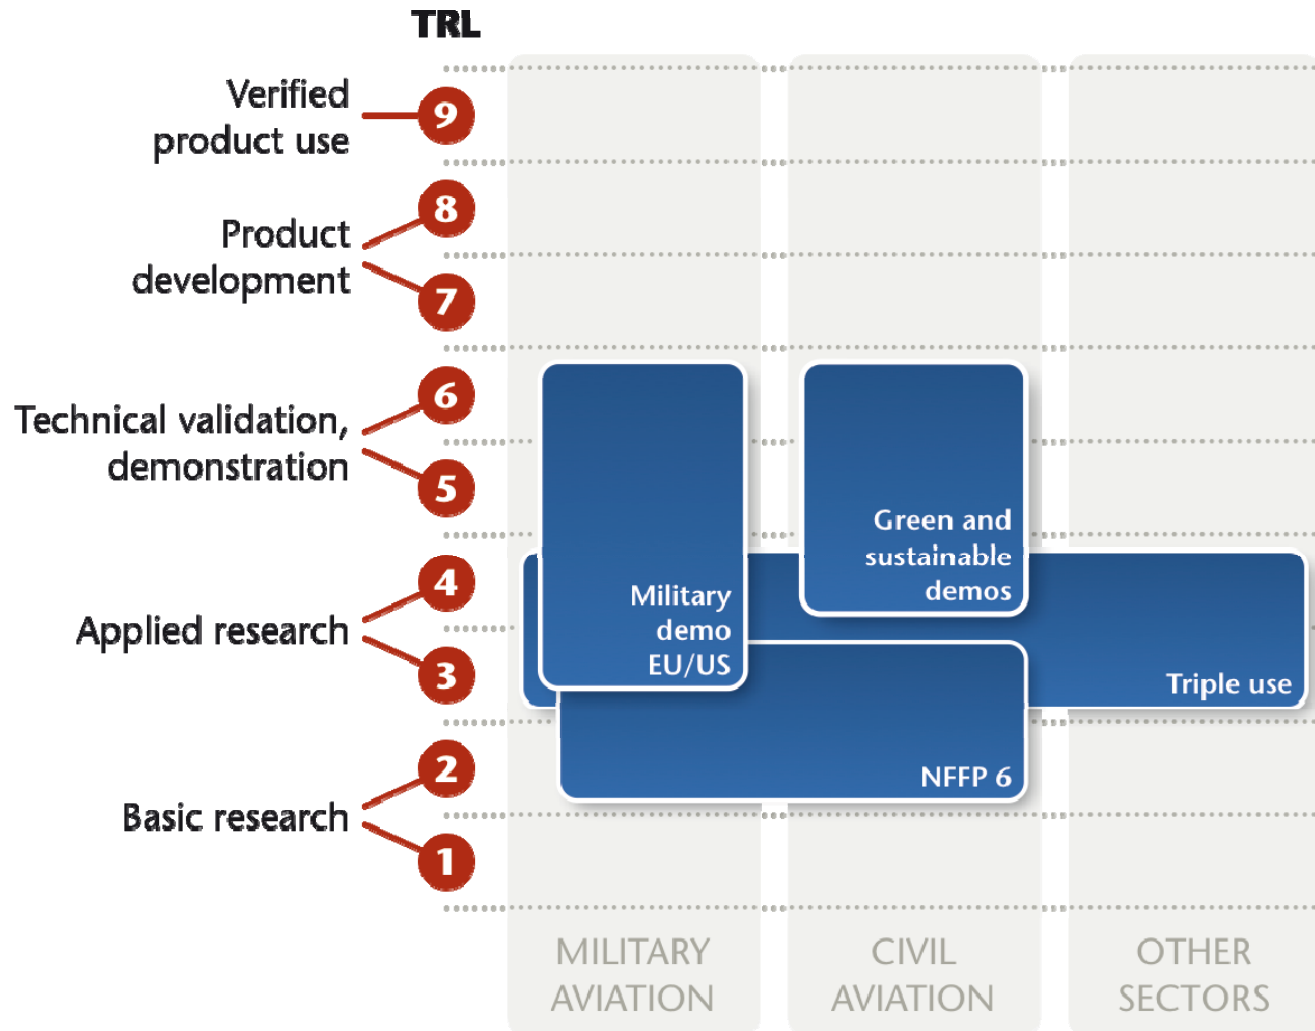 TRL
Verified
product use
9
8
Product
development
7
6
Technical validation,
demonstration
5
Green and
sustainable
demos
4
Military
demo
EU/US
Applied research
3
Triple use
2
NFFP 6
Basic research
1
MILITARY
AVIATION
CIVIL
AVIATION
OTHER
SECTORS